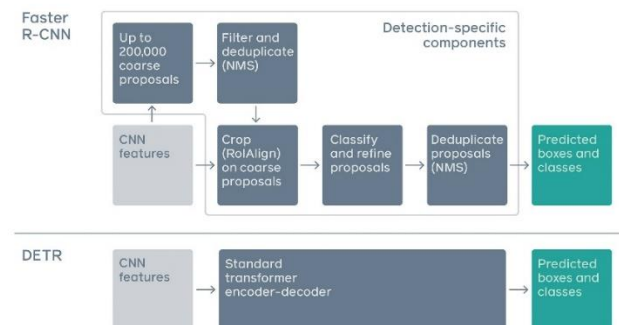 Faster
R-CNN
Up to
200,000
coarse
proposals
Filter and
deduplicate
(NMS)
Detection-specific
components
CNN
features
Crop
(RoIAlign)
on coarse
proposals
Classify
and refine
proposals
Deduplicate
proposals
(NMS)
Predicted
boxes and
classes
DETR
CNN
features
Standard
transformer
encoder-decoder
Predicted
boxes and
classes